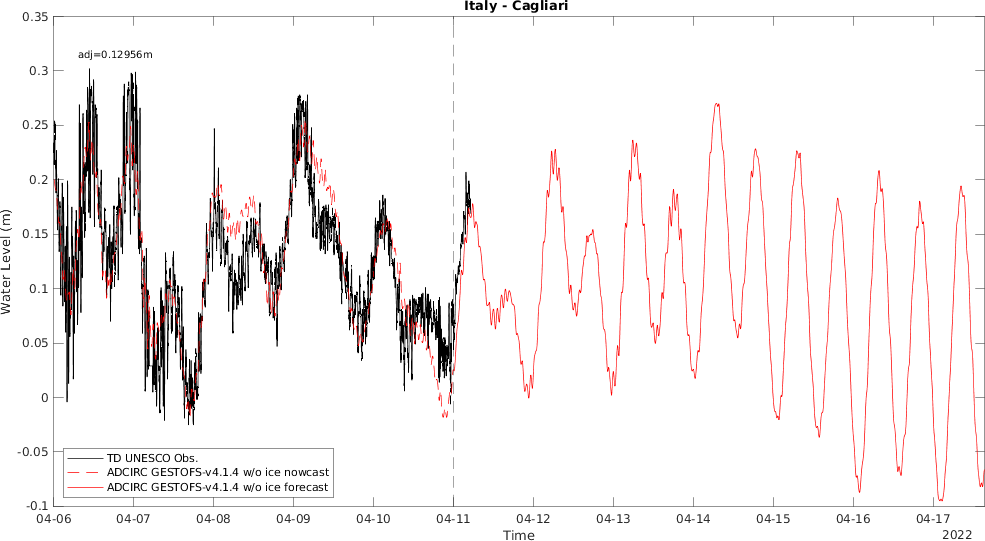 Italy - Cagliari
adj=0.12956m
0.35
0.3
0.25
0.2
0.15
0.1
0.05
0
-0.05
-0.1
Water Level (m)
TD UNESCO Obs.
ADCIRC GESTOFS-v4.1.4 w/o ice nowcast
ADCIRC GESTOFS-v4.1.4 w/o ice forecast
04-06 04-07 04-08 04-09 04-10 04-11 04-12 04-13 04-14 04-15 04-16 04-17
Time
2022